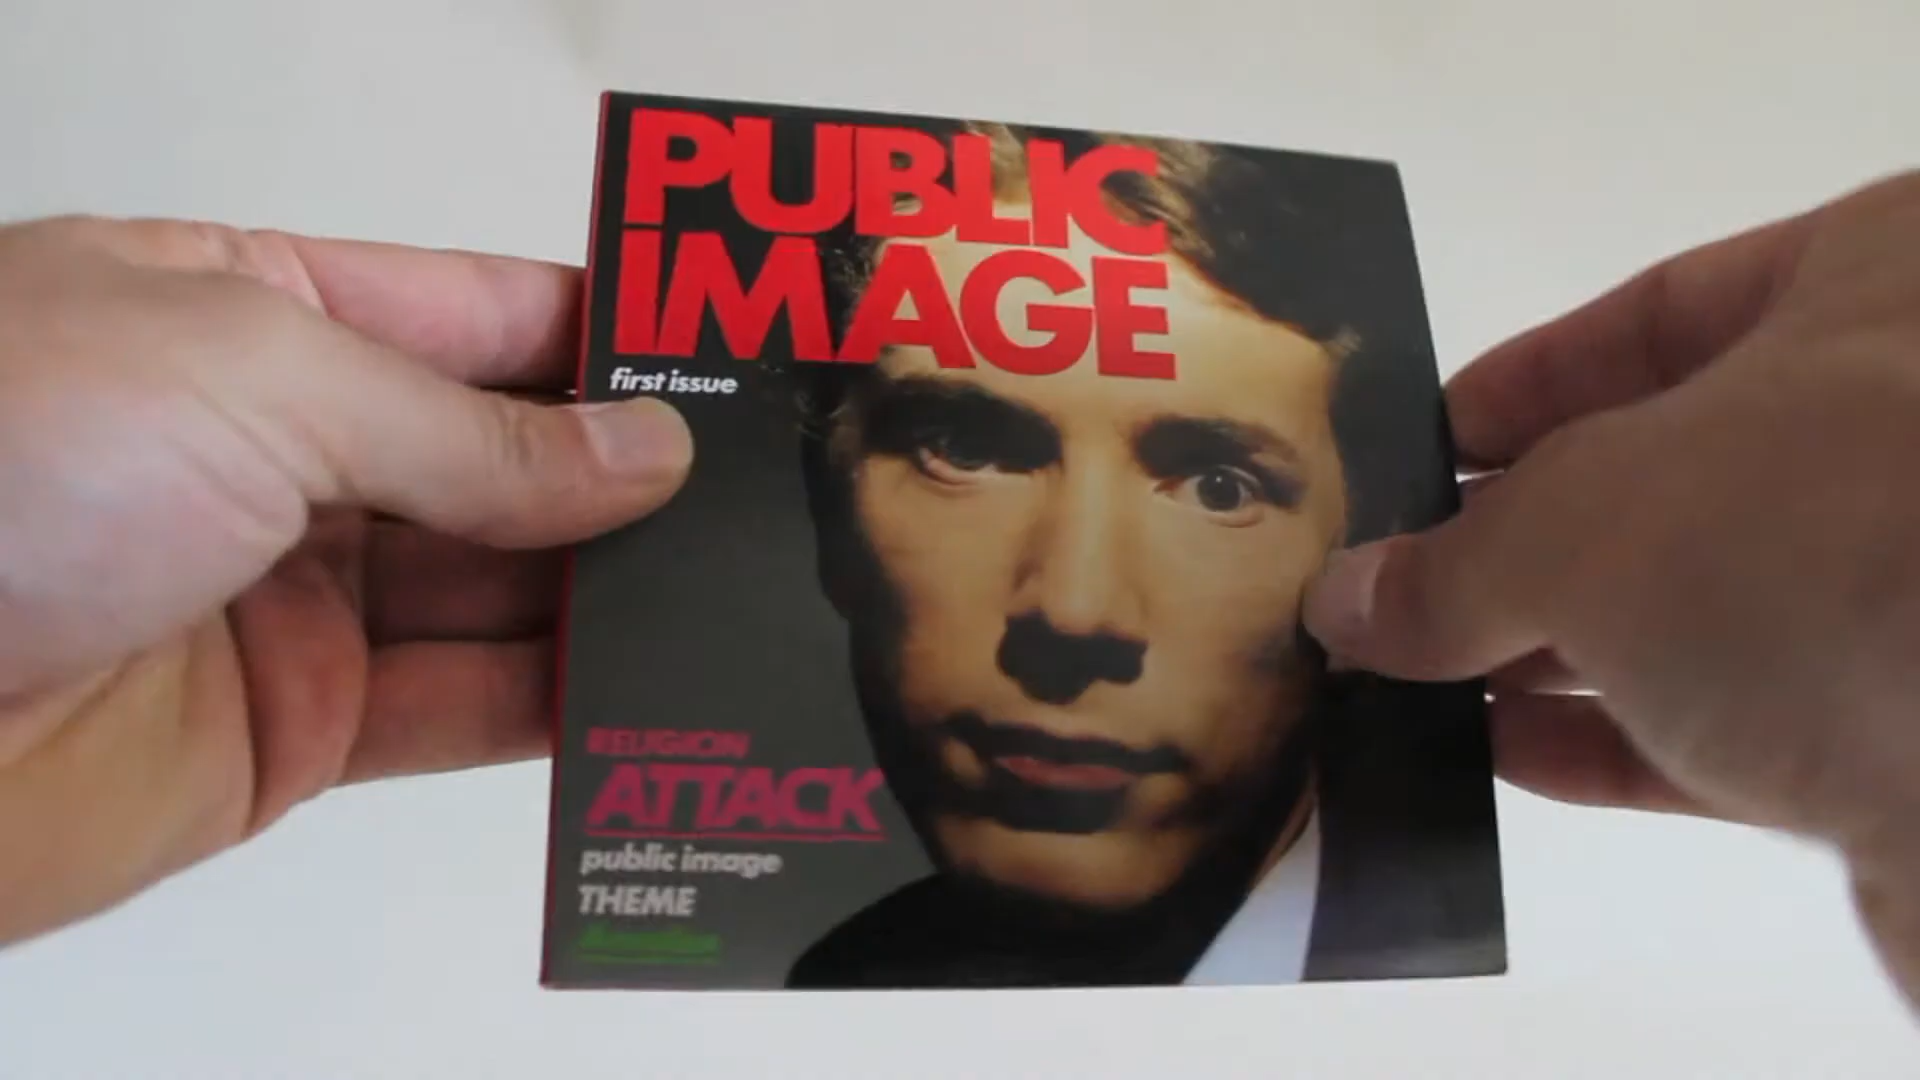 PUBLIC
IMAGE
first issue
RELIGION
ATTACK
public image
THEME